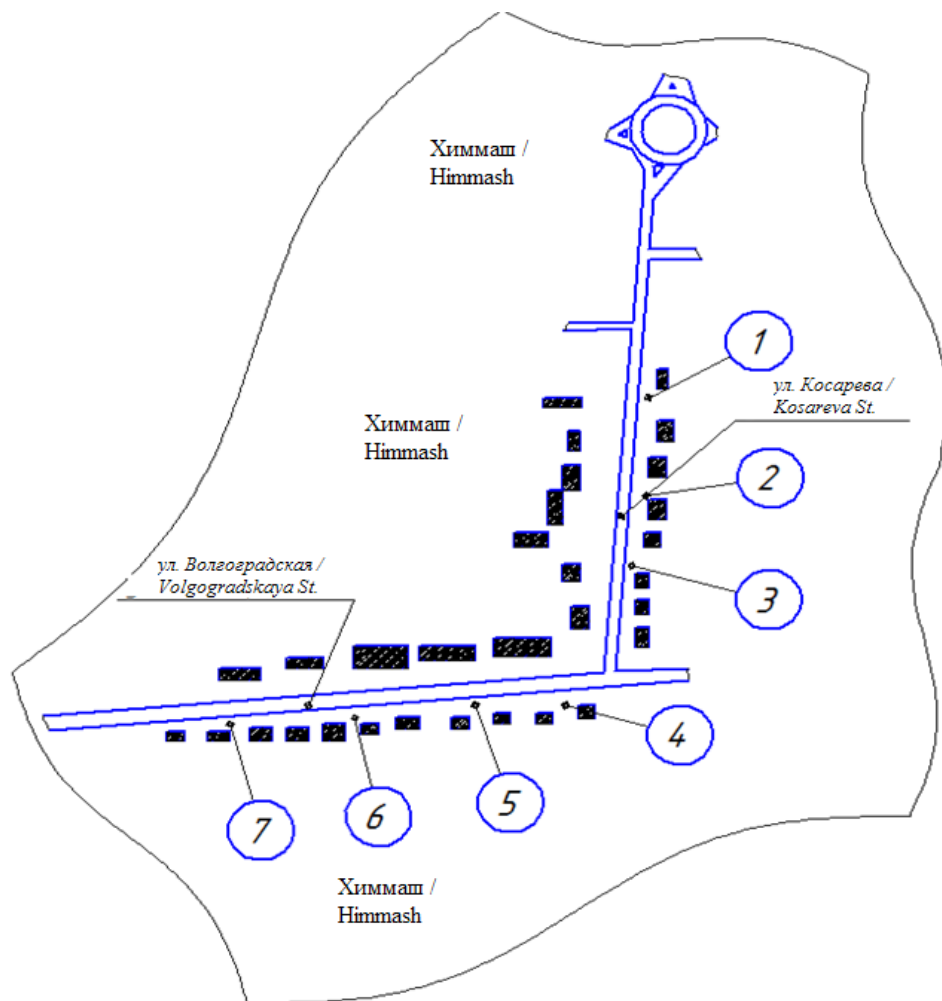 Химмаш /
Himmash
1
ул. Косарева /
Kosareva St.
Химмаш /
Himmash
2
ул. Волгоградская /
Volgogradskaya St.
3
4
5
6
7
Химмаш /
Himmash